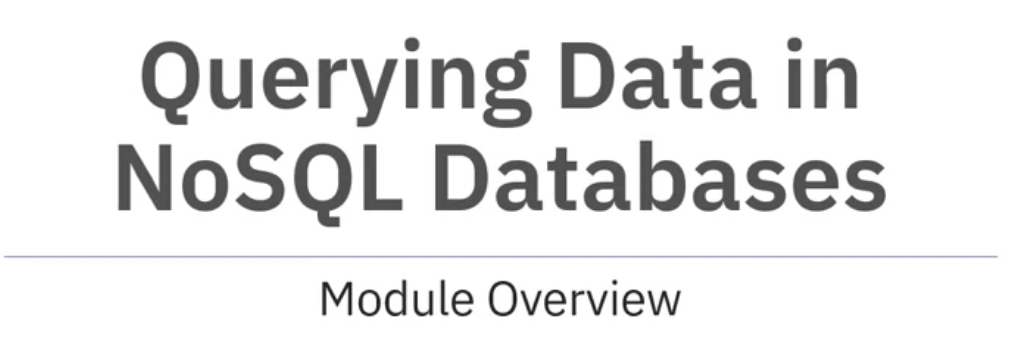 Querying Data in
NoSQL Databases
Module Overview